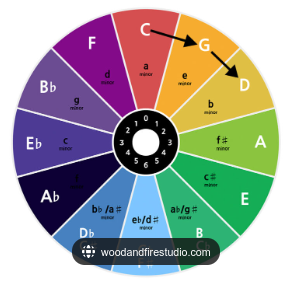 C
G
D
A
E
B
C♭
D♭
A♭
E♭
B♭
F
a
minor
e
minor
b
minor
f♯
minor
c♯
minor
a♭/g♯
minor
e♭/d♯
minor
b♭/a♯
minor
c
minor
g
minor
d
minor
0
1
2
3
4
5
6
5
4
3
2
1
woodandfirestudio.com